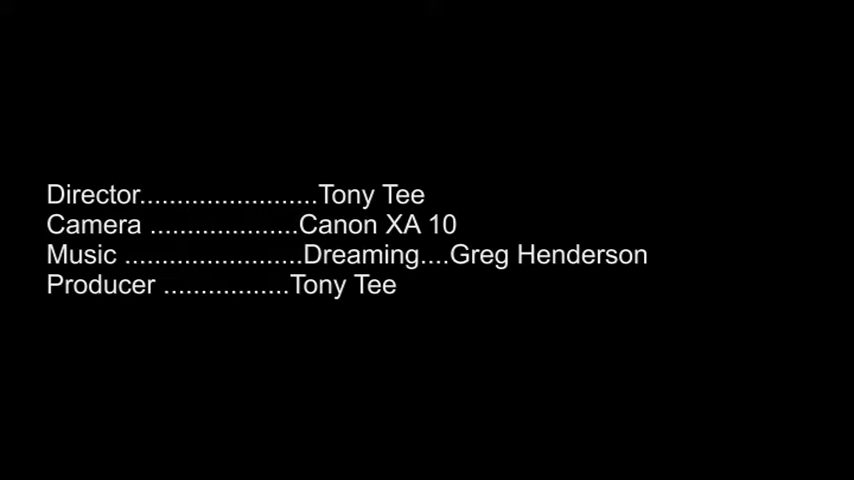 Director........................Tony Tee
Camera ....................Canon XA 10
Music ........................Dreaming....Greg Henderson
Producer .................Tony Tee